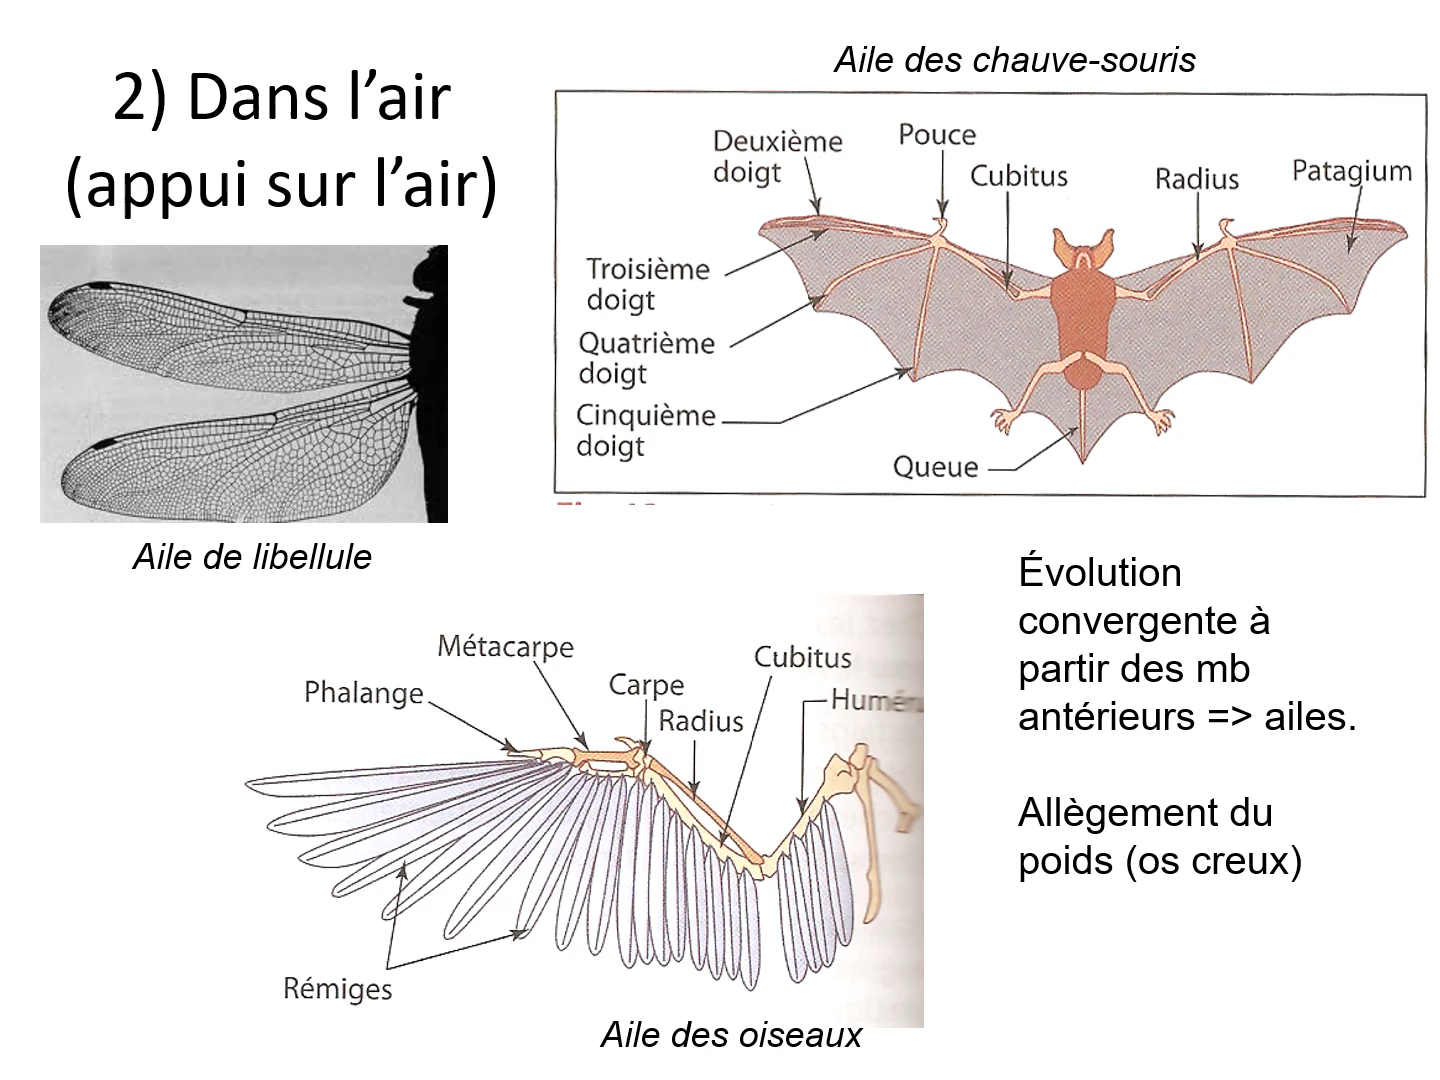 2) Dans l’air
(appui sur l’air)
Aile des chauve-souris
Deuxième
doigt
Pouce
Cubitus
Radius
Patagium
Troisième
doigt
Quatrième
doigt
Cinquième
doigt
Queue
Aile de libellule
Évolution
convergente à
partir des mb
antérieurs => ailes.
Allègement du
poids (os creux)
Métacarpe
Cubitus
Phalange
Carpe
Radius
Rémiges
Aile des oiseaux